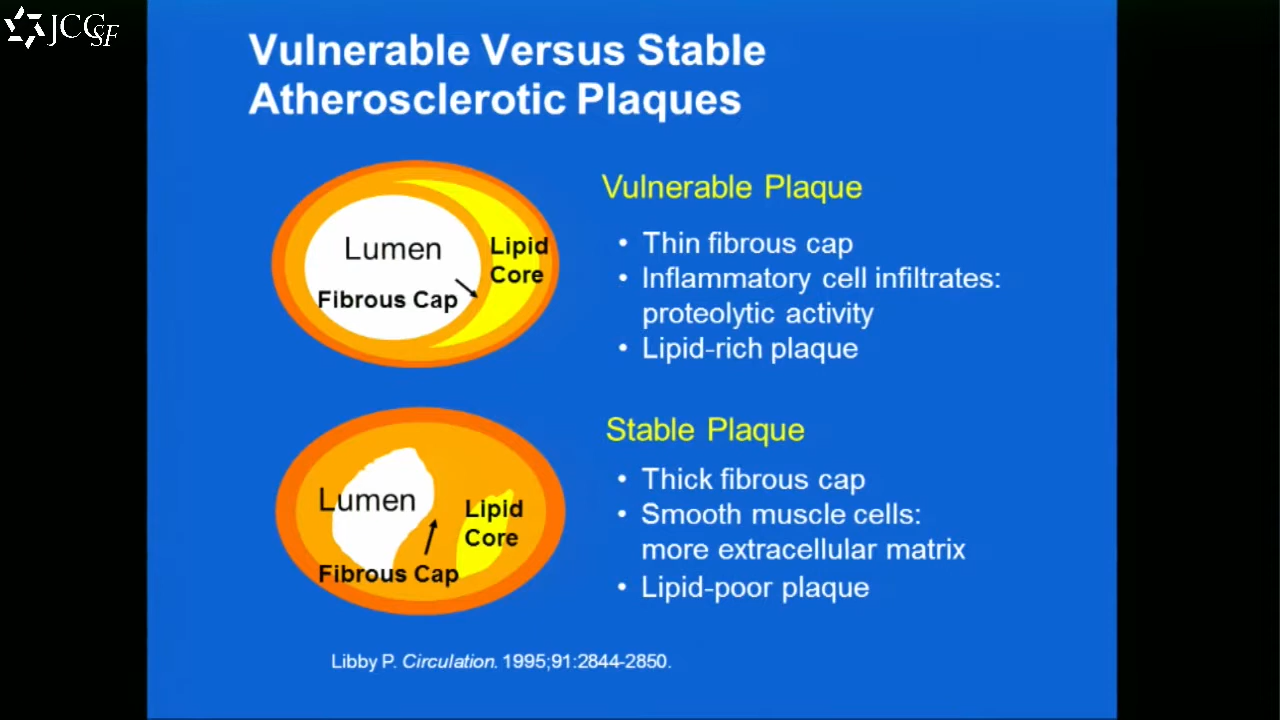 JCCSF
Vulnerable Versus Stable
Atherosclerotic Plaques
Vulnerable Plaque
• Thin fibrous cap
• Inflammatory cell infiltrates:
proteolytic activity
• Lipid-rich plaque
Lumen
Fibrous Cap
Lipid
Core
Stable Plaque
• Thick fibrous cap
• Smooth muscle cells:
more extracellular matrix
• Lipid-poor plaque
Lumen
Fibrous Cap
Lipid
Core
Libby P. Circulation. 1995;91:2844-2850.